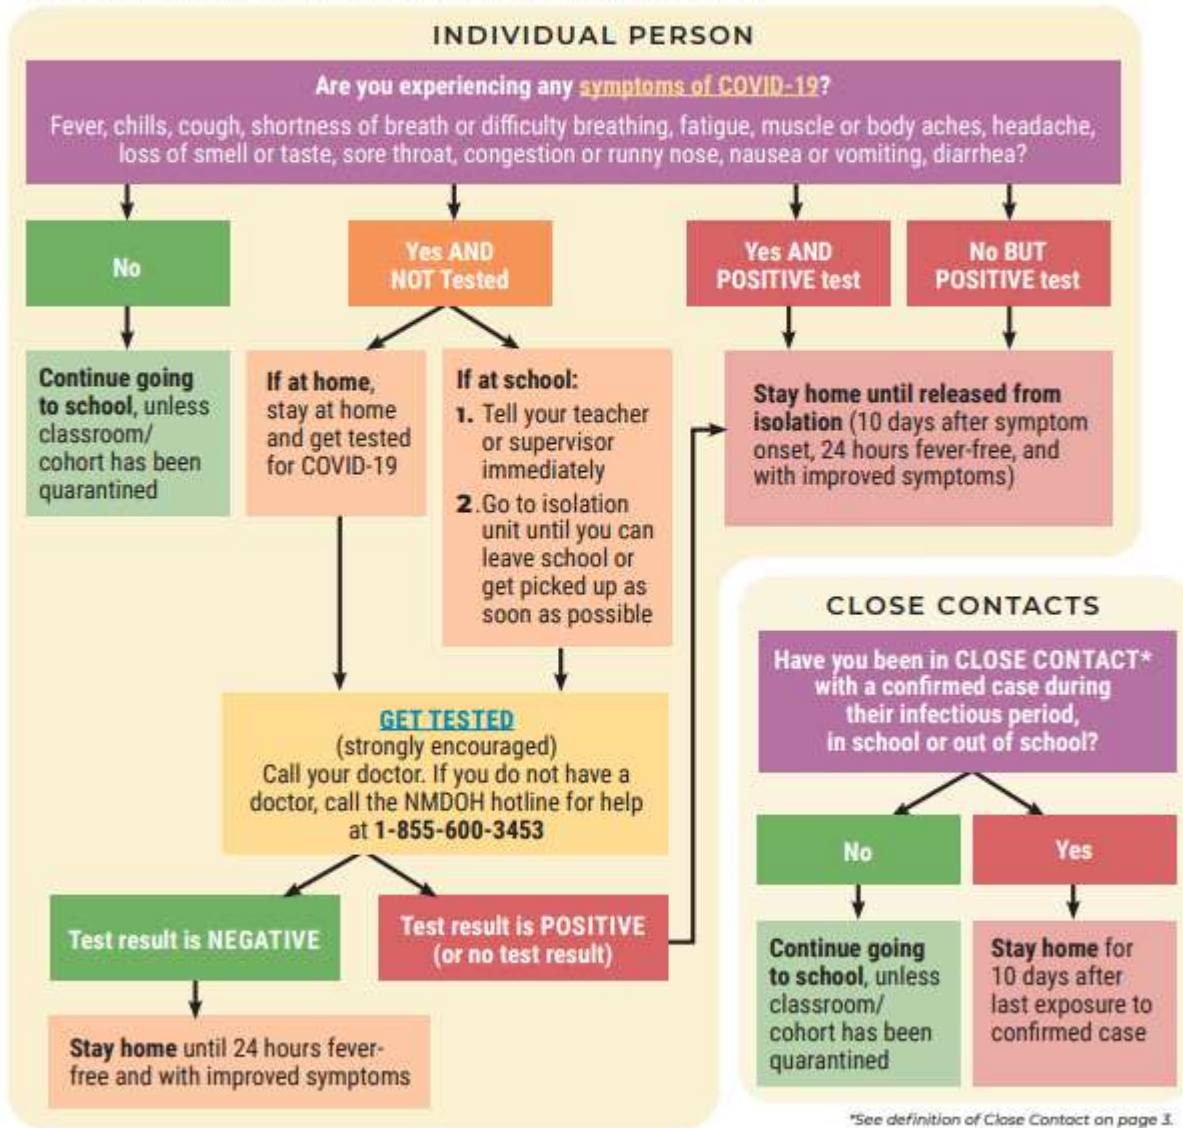 INDIVIDUAL PERSON
Are you experiencing any symptoms of COVID-19?
Fever, chills, cough, shortness of breath or difficulty breathing, fatigue, muscle or body aches, headache,
loss of smell or taste, sore throat, congestion or runny nose, nausea or vomiting, diarrhea?
No
Yes AND
NOT Tested
Yes AND
POSITIVE test
No BUT
POSITIVE test
Continue going
to school, unless
classroom/
cohort has been
quarantined
If at home,
stay at home
and get tested
for COVID-19
If at school:
1. Tell your teacher
or supervisor
immediately
2.Go to isolation
unit until you can
leave school or
get picked up as
soon as possible
Stay home until released from
isolation (10 days after symptom
onset, 24 hours fever-free, and
with improved symptoms)
GET TESTED
(strongly encouraged)
Call your doctor. If you do not have a
doctor, call the NMDOH hotline for help
at 1-855-600-3453
Test result is NEGATIVE
Test result is POSITIVE
(or no test result)
Stay home until 24 hours fever-
free and with improved symptoms
CLOSE CONTACTS
Have you been in CLOSE CONTACT*
with a confirmed case during
their infectious period,
in school or out of school?
No
Yes
Continue going
to school, unless
classroom/
cohort has been
quarantined
Stay home for
10 days after
last exposure to
confirmed case
*See definition of Close Contact on page 3.